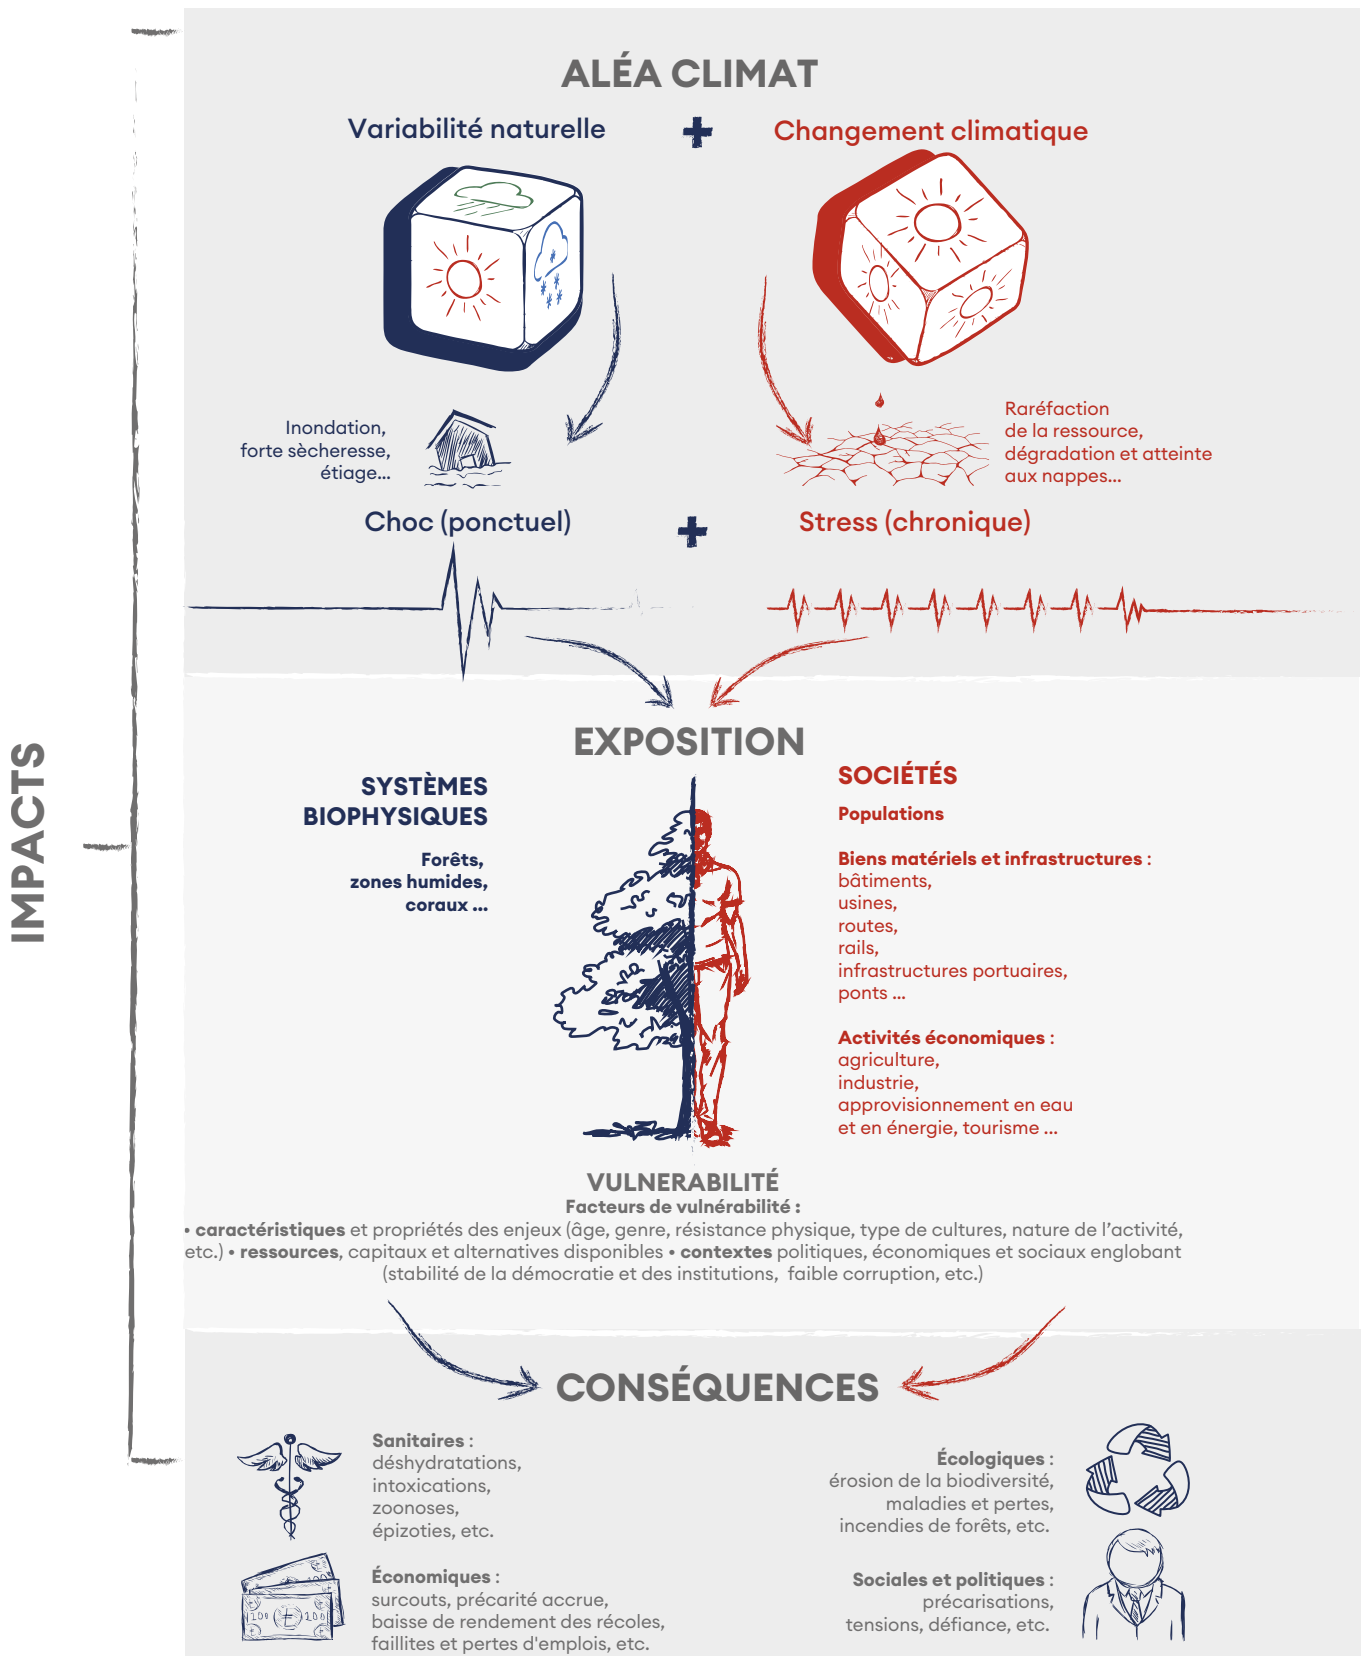 IMPACTS
ALÉA CLIMAT
Variabilité naturelle
+
Changement climatique
Inondation,
forte sècheresse,
étiage...
Raréfaction
de la ressource,
dégradation et atteinte
aux nappes...
Choc (ponctuel)
+
Stress (chronique)
EXPOSITION
SYSTÈMES
BIOPHYSIQUES
Forêts,
zones humides,
coraux ...
SOCIÉTÉS
Populations
Biens matériels et infrastructures :
bâtiments,
usines,
routes,
rails,
infrastructures portuaires,
ponts ...
Activités économiques :
agriculture,
industrie,
approvisionnement en eau
et en énergie, tourisme ...
VULNERABILITÉ
Facteurs de vulnérabilité :
• caractéristiques et propriétés des enjeux (âge, genre, résistance physique, type de cultures, nature de l’activité,
etc.) • ressources, capitaux et alternatives disponibles • contextes politiques, économiques et sociaux englobant
(stabilité de la démocratie et des institutions, faible corruption, etc.)
CONSÉQUENCES
Sanitaires :
déshydratations,
intoxications,
zoonoses,
épizoties, etc.
Économiques :
surcouts, précarité accrue,
baisse de rendement des récoles,
faillites et pertes d'emplois, etc.
100
100
Écologiques :
érosion de la biodiversité,
maladies et pertes,
incendies de forêts, etc.
Sociales et politiques :
précarisations,
tensions, défiance, etc.